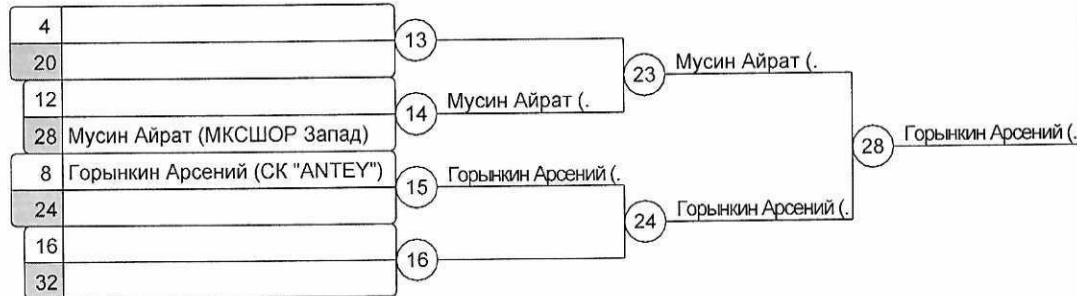 4
13
20
23 Мусин Айрат (.
12
14 Мусин Айрат (.
28 Мусин Айрат (МКСШОР Запад)
28 Горынкин Арсений (.
8 Горынкин Арсений (СК "ANTEY")
15 Горынкин Арсений (.
24
24 Горынкин Арсений (.
16
16
32